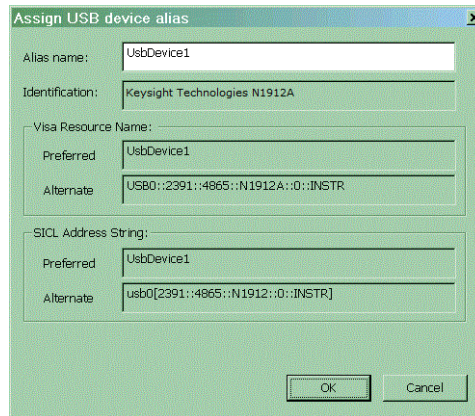 Assign USB device alias
Alias name: UsbDevice1
Identification: Keysight Technologies N1912A
Visa Resource Name:
Preferred UsbDevice1
Alternate USB0::2391::4865::N1912A::0::INSTR
SICL Address String:
Preferred UsbDevice1
Alternate usb0[2391::4865::N1912::0::INSTR]
OK Cancel